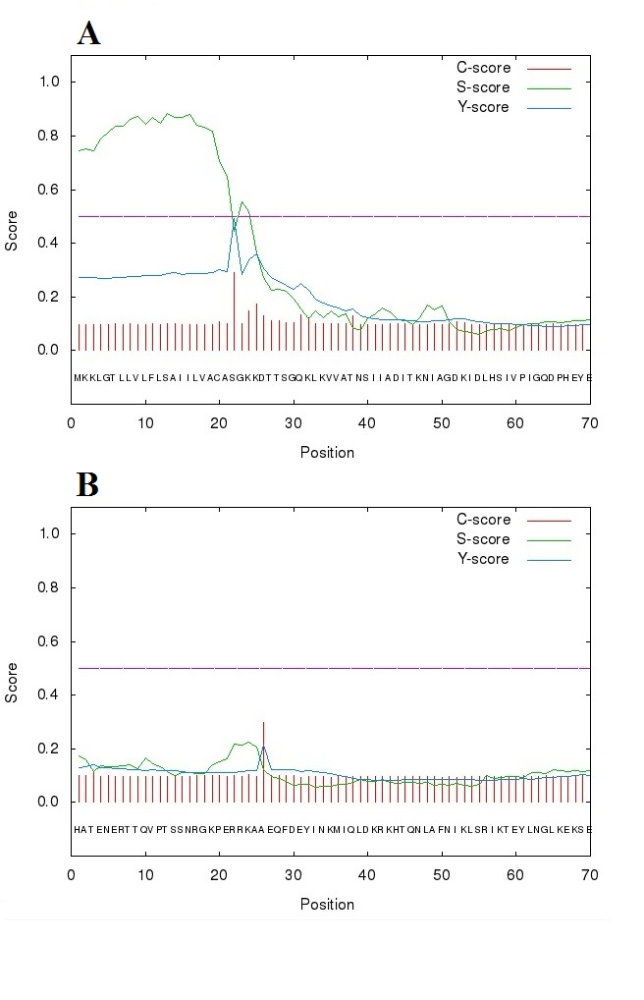 A
C-score
S-score
Y-score
1.0
0.8
0.6
0.4
0.2
0.0
Score
MKKLGTLLVLFLSAIILVACASGKKDTTSGQKLKVVATNSIIADITKNIAGDKIDLHSIVPIGQDPHEYE
0 10 20 30 40 50 60 70
Position
B
C-score
S-score
Y-score
1.0
0.8
0.6
0.4
0.2
0.0
Score
HATENERTTQVPTSSNRGKPERRKAAEQFDEYINKMIQLDKRKHTQNLAFNIKLSRIKTEYLNGLKEKSE
0 10 20 30 40 50 60 70
Position